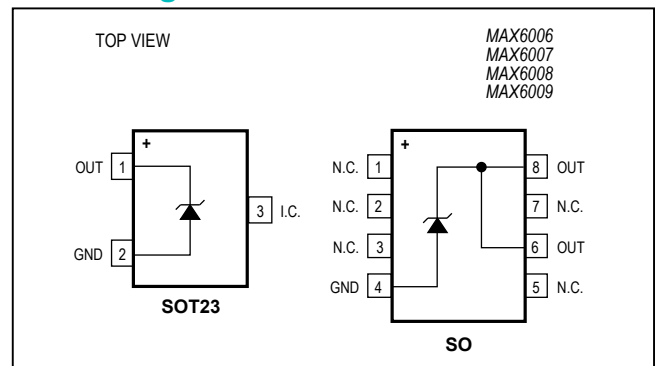 TOP VIEW
MAX6006
MAX6007
MAX6008
MAX6009
+
OUT 1
3 I.C.
GND 2
SOT23
+
N.C. 1
8 OUT
N.C. 2
7 N.C.
N.C. 3
6 OUT
GND 4
5 N.C.
SO